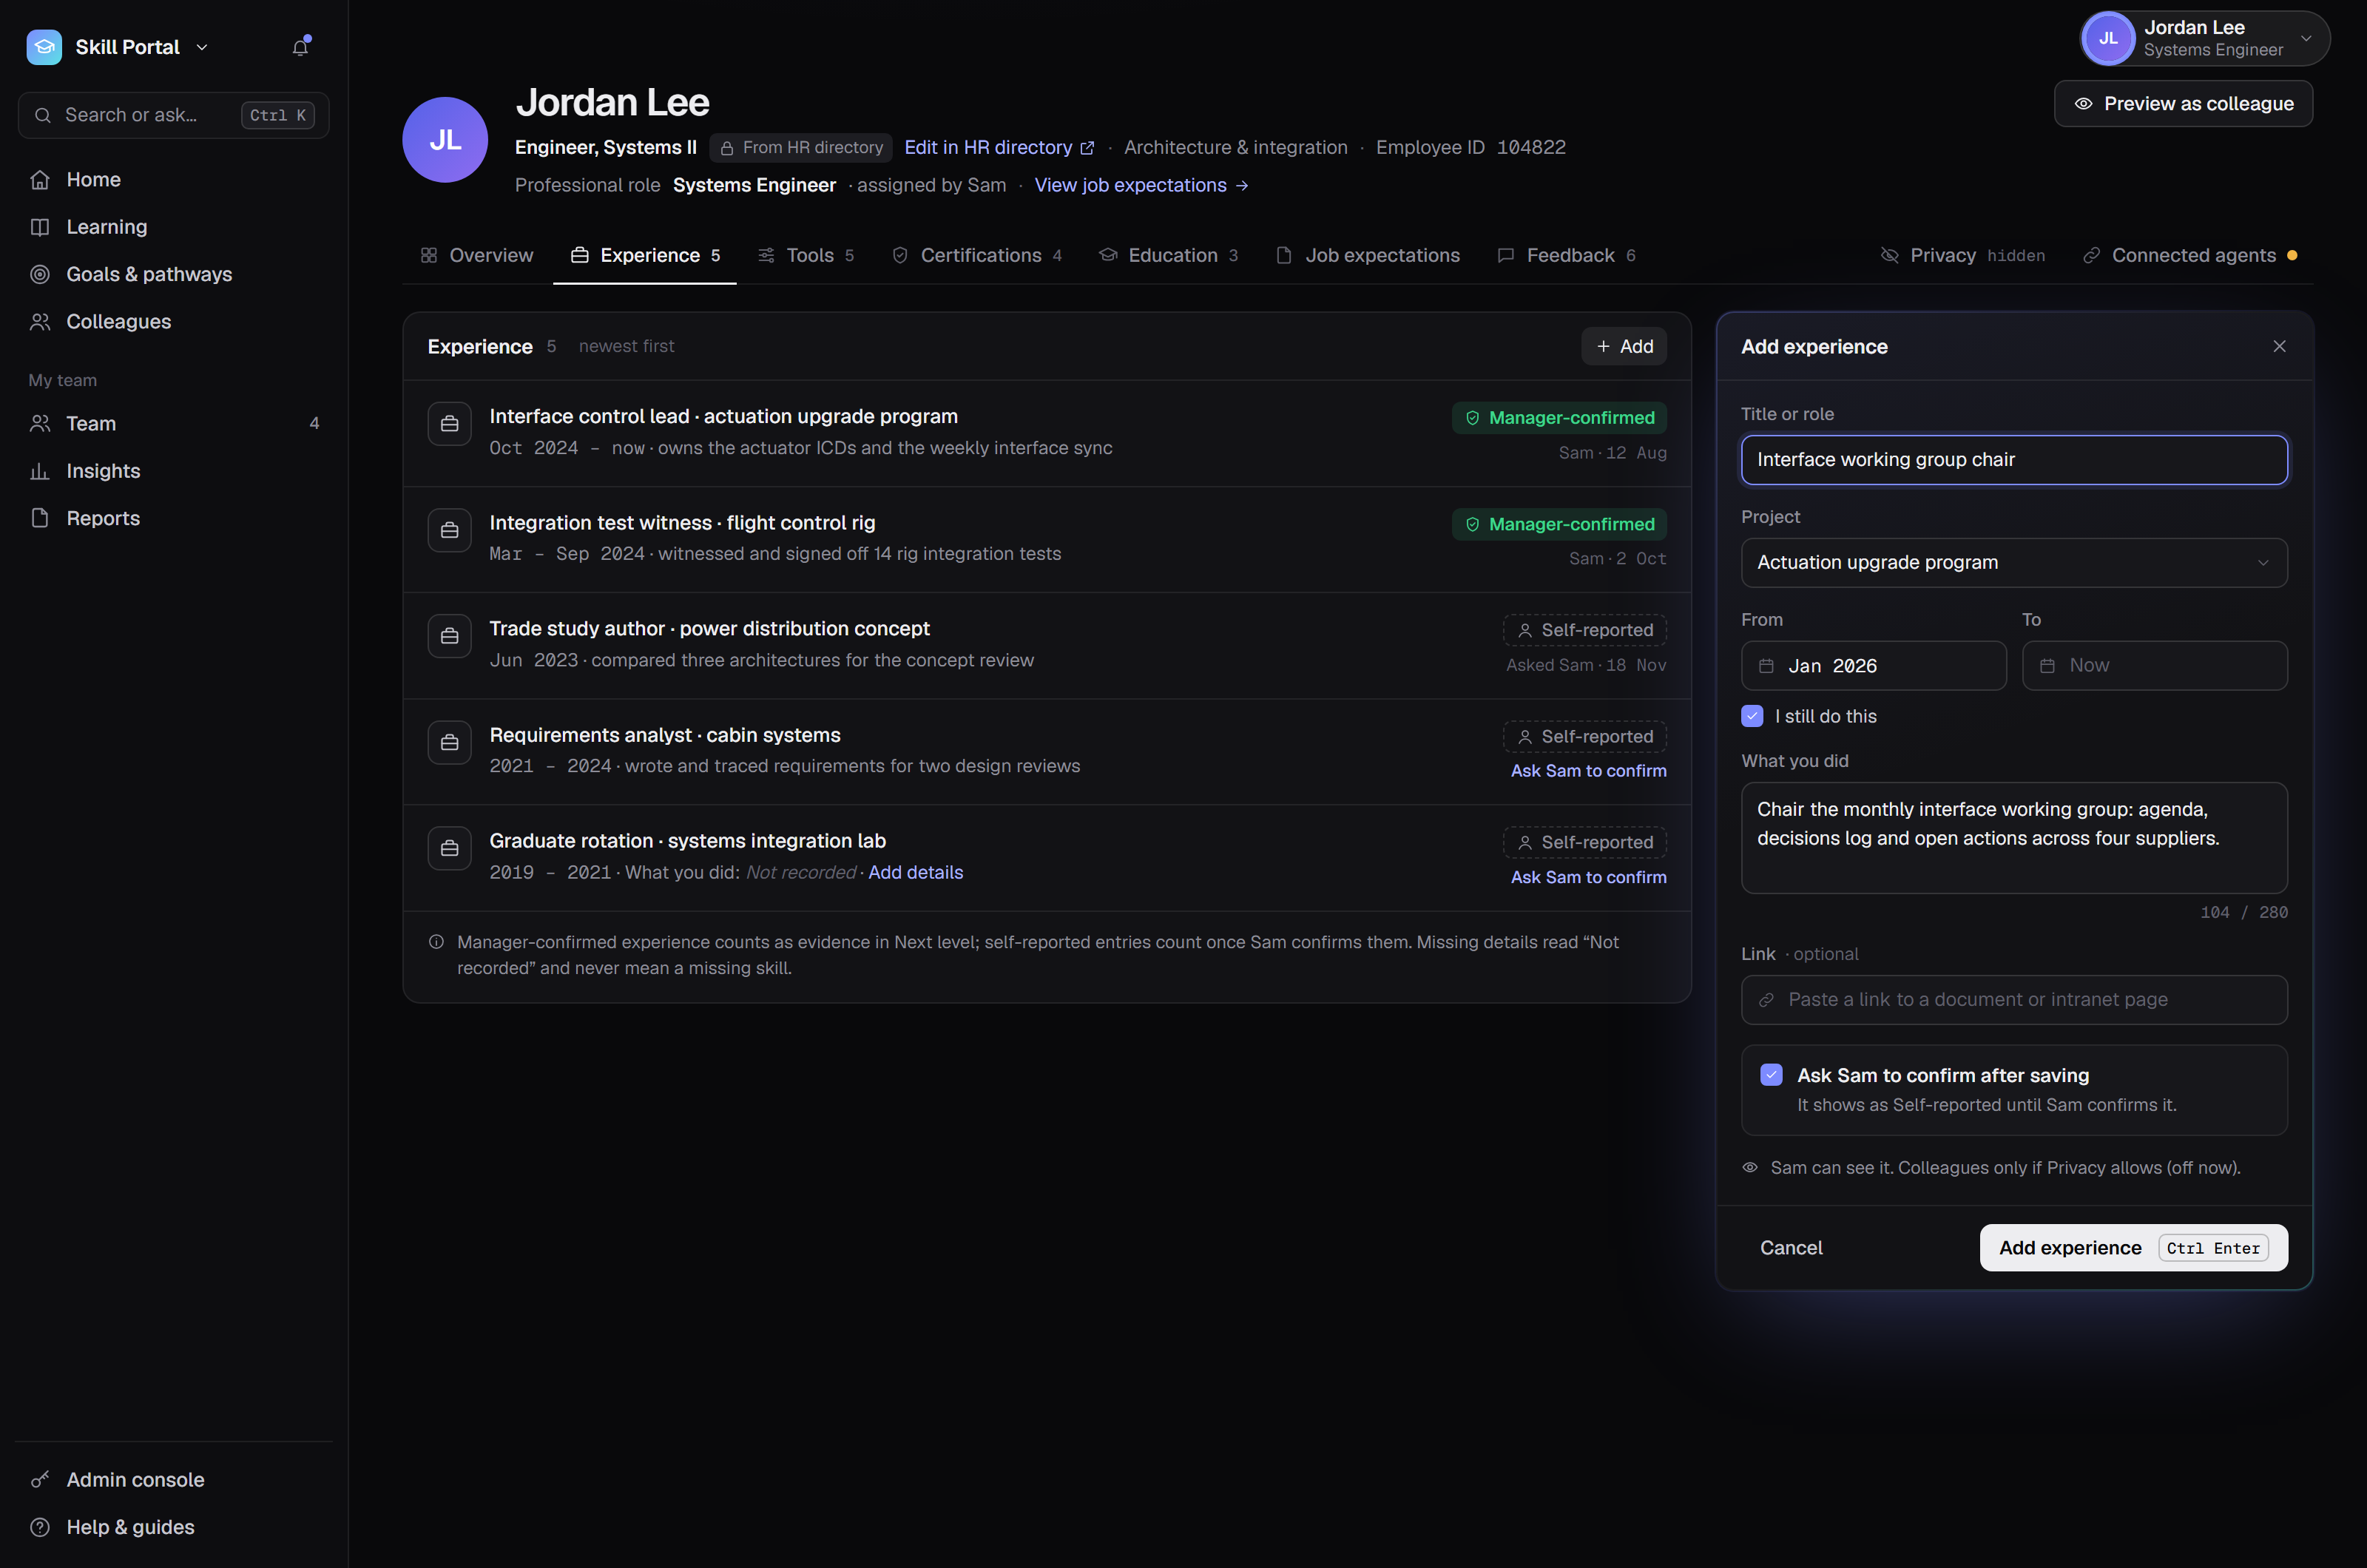 Skill Portal
Search or ask...
Ctrl K
Home
Learning
Goals & pathways
Colleagues
My team
Team 4
Insights
Reports
Admin console
Help & guides
JL
Jordan Lee
Systems Engineer
JL
Jordan Lee
Preview as colleague
Engineer, Systems II From HR directory Edit in HR directory · Architecture & integration · Employee ID 104822
Professional role Systems Engineer · assigned by Sam · View job expectations →
Overview Experience 5 Tools 5 Certifications 4 Education 3 Job expectations Feedback 6 Privacy hidden Connected agents
Experience 5 newest first
+ Add
Interface control lead · actuation upgrade program
Oct 2024 – now · owns the actuator ICDs and the weekly interface sync
Manager-confirmed
Sam · 12 Aug
Integration test witness · flight control rig
Mar – Sep 2024 · witnessed and signed off 14 rig integration tests
Manager-confirmed
Sam · 2 Oct
Trade study author · power distribution concept
Jun 2023 · compared three architectures for the concept review
Self-reported
Asked Sam · 18 Nov
Requirements analyst · cabin systems
2021 – 2024 · wrote and traced requirements for two design reviews
Self-reported
Ask Sam to confirm
Graduate rotation · systems integration lab
2019 – 2021 · What you did: Not recorded · Add details
Self-reported
Ask Sam to confirm
Manager-confirmed experience counts as evidence in Next level; self-reported entries count once Sam confirms them. Missing details read “Not
recorded” and never mean a missing skill.
Add experience
Title or role
Interface working group chair
Project
Actuation upgrade program
From To
Jan 2026 Now
I still do this
What you did
Chair the monthly interface working group: agenda,
decisions log and open actions across four suppliers.
104 / 280
Link · optional
Paste a link to a document or intranet page
Ask Sam to confirm after saving
It shows as Self-reported until Sam confirms it.
Sam can see it. Colleagues only if Privacy allows (off now).
Cancel
Add experience Ctrl Enter